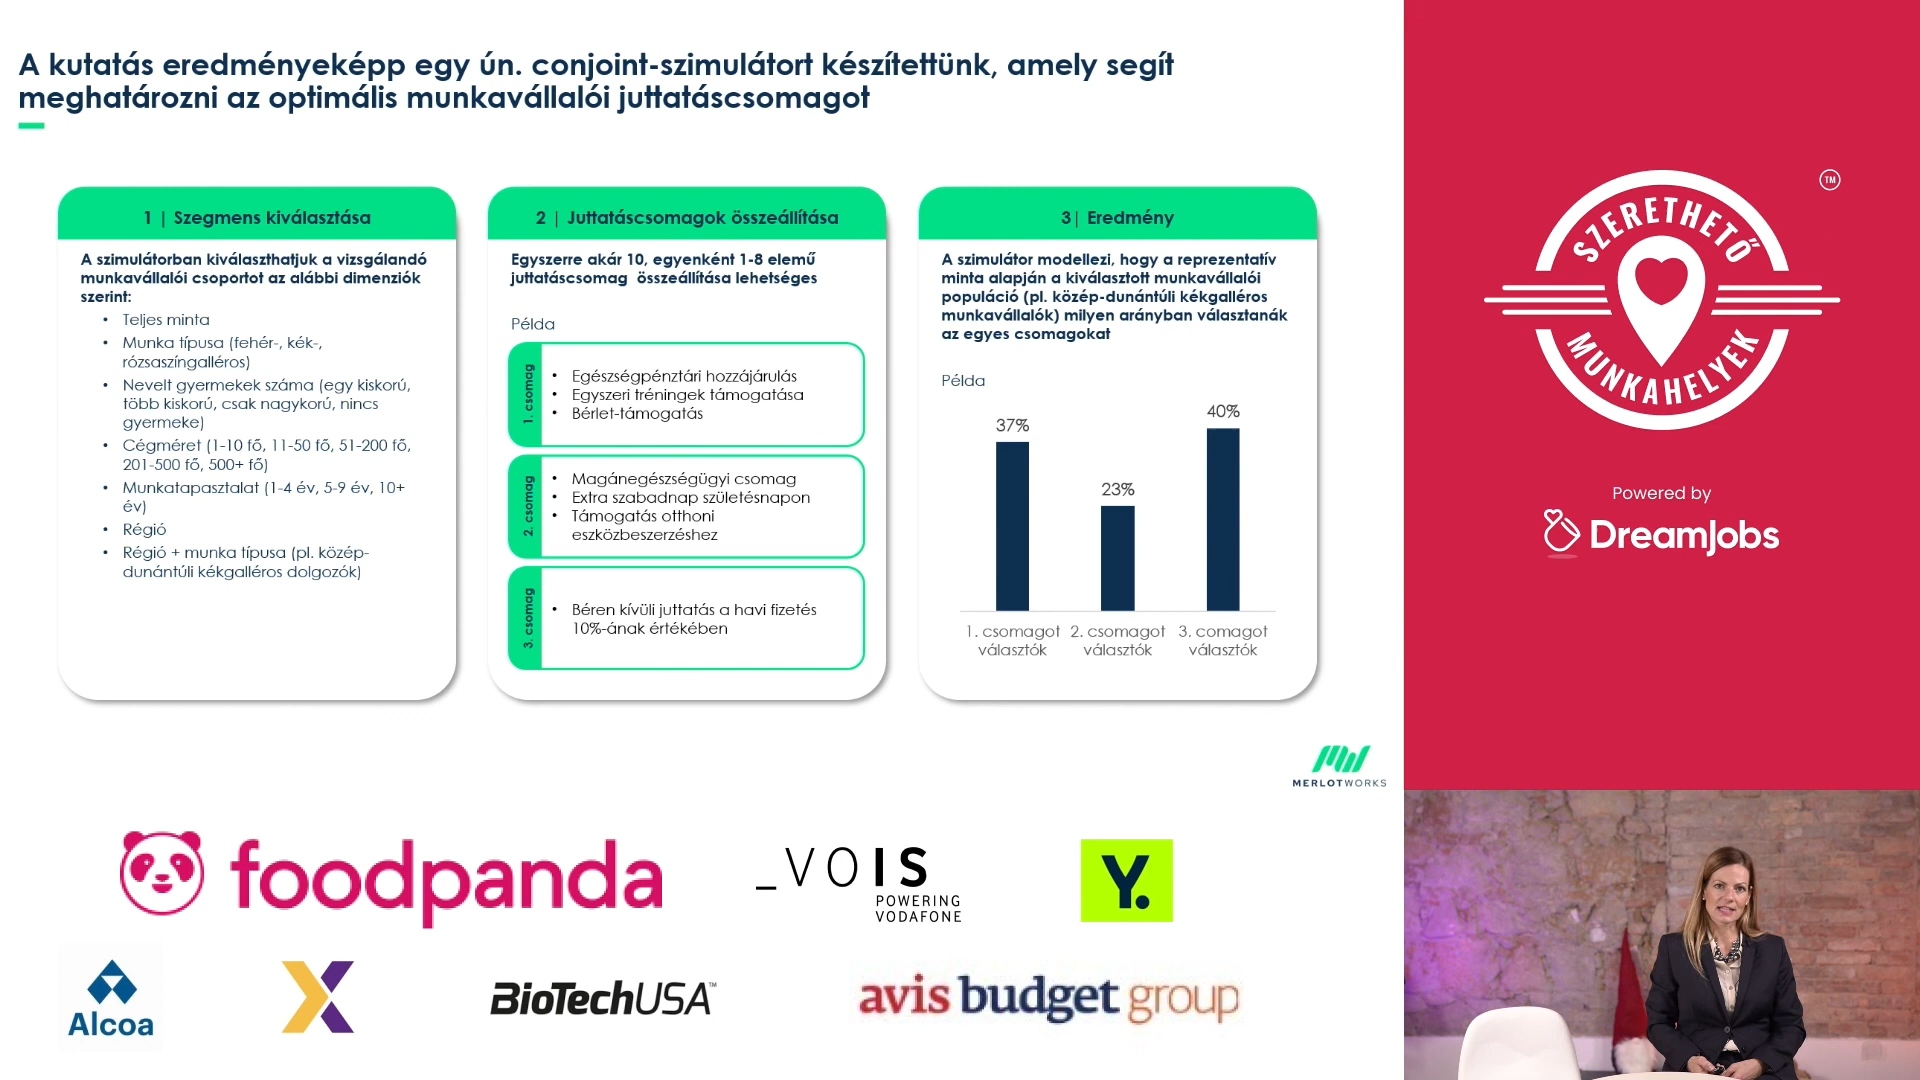 A kutatás eredményeképp egy ún. conjoint-szimulátort készítettünk, amely segít
meghatározni az optimális munkavállalói juttatáscsomagot
1 | Szegmens kiválasztása
A szimulátorban kiválaszthatjuk a vizsgálandó
munkavállalói csoportot az alábbi dimenziók
szerint:
• Teljes minta
• Munka típusa (fehér-, kék-,
rózsaszíngalléros)
• Nevelt gyermekek száma (egy kiskorú,
több kiskorú, csak nagykorú, nincs
gyermeke)
• Cégméret (1-10 fő, 11-50 fő, 51-200 fő,
201-500 fő, 500+ fő)
• Munkatapasztalat (1-4 év, 5-9 év, 10+
év)
• Régió
• Régió + munka típusa (pl. közép-
dunántúli kékgalléros dolgozók)
2 | Juttatáscsomagok összeállítása
Egyszerre akár 10, egyenként 1-8 elemű
juttatáscsomag összeállítása lehetséges
Példa
1. csomag
• Egészségpénztári hozzájárulás
• Egyszeri tréningek támogatása
• Bérlet-támogatás
2. csomag
• Magánegészségügyi csomag
• Extra szabadnap születésnapon
• Támogatás otthoni
eszközbeszerzéshez
3. csomag
• Béren kívüli juttatás a havi fizetés
10%-ának értékében
3| Eredmény
A szimulátor modellezi, hogy a reprezentatív
minta alapján a kiválasztott munkavállalói
populáció (pl. közép-dunántúli kékgalléros
munkavállalók) milyen arányban választanák
az egyes csomagokat
Példa
37%
23%
40%
1. csomagot
választók
2. csomagot
választók
3. comagot
választók
MERLOTWORKS
SZERETHETŐ
MUNKAHELYEK
TM
Powered by
DreamJobs
foodpanda
_VOIS
POWERING
VODAFONE
Y.
Alcoa
X
BioTechUSA™
avis budget group